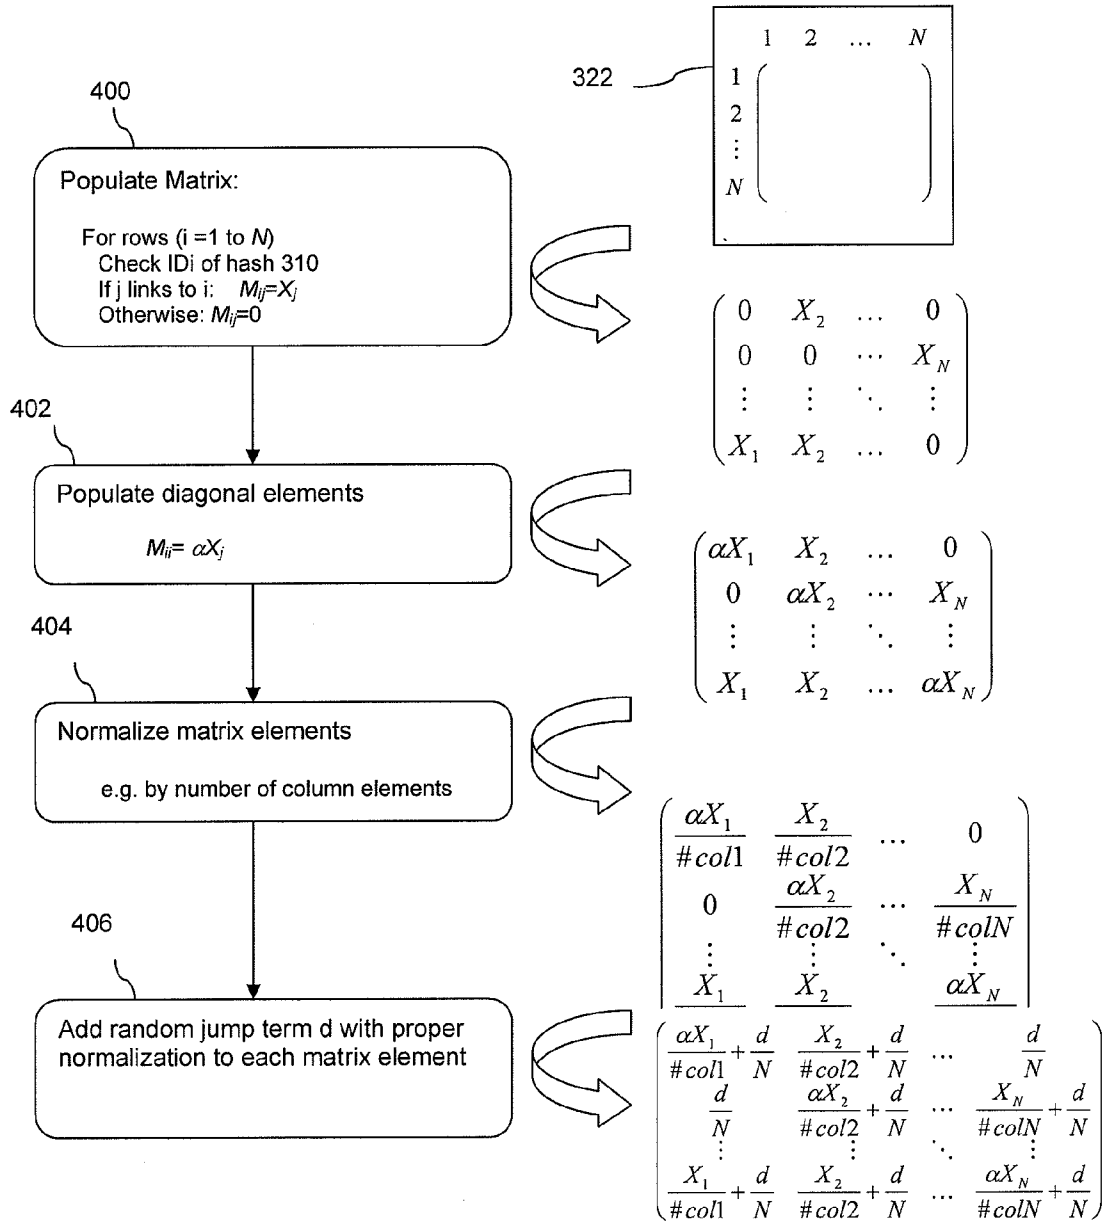 400
Populate Matrix:
For rows (i =1 to N)
Check IDi of hash 310
If j links to i: Mij=Xj
Otherwise: Mij=0
322
1 2 … N
1
2
⋮
N
0 X2 … 0
0 0 … XN
⋮ ⋮ ⋱ ⋮
X1 X2 … 0
402
Populate diagonal elements
Mii= αXj
αX1 X2 … 0
0 αX2 … XN
⋮ ⋮ ⋱ ⋮
X1 X2 … αXN
404
Normalize matrix elements
e.g. by number of column elements
αX1/#col1 X2/#col2 … 0
0 αX2/#col2 … XN/#colN
⋮ ⋮ ⋱ ⋮
X1 X2 αXN
406
Add random jump term d with proper
normalization to each matrix element
αX1/#col1 + d/N X2/#col2 + d/N … d/N
d/N αX2/#col2 + d/N … XN/#colN + d/N
⋮ ⋮ ⋱ ⋮
X1/#col1 + d/N X2/#col2 + d/N … αXN/#colN + d/N